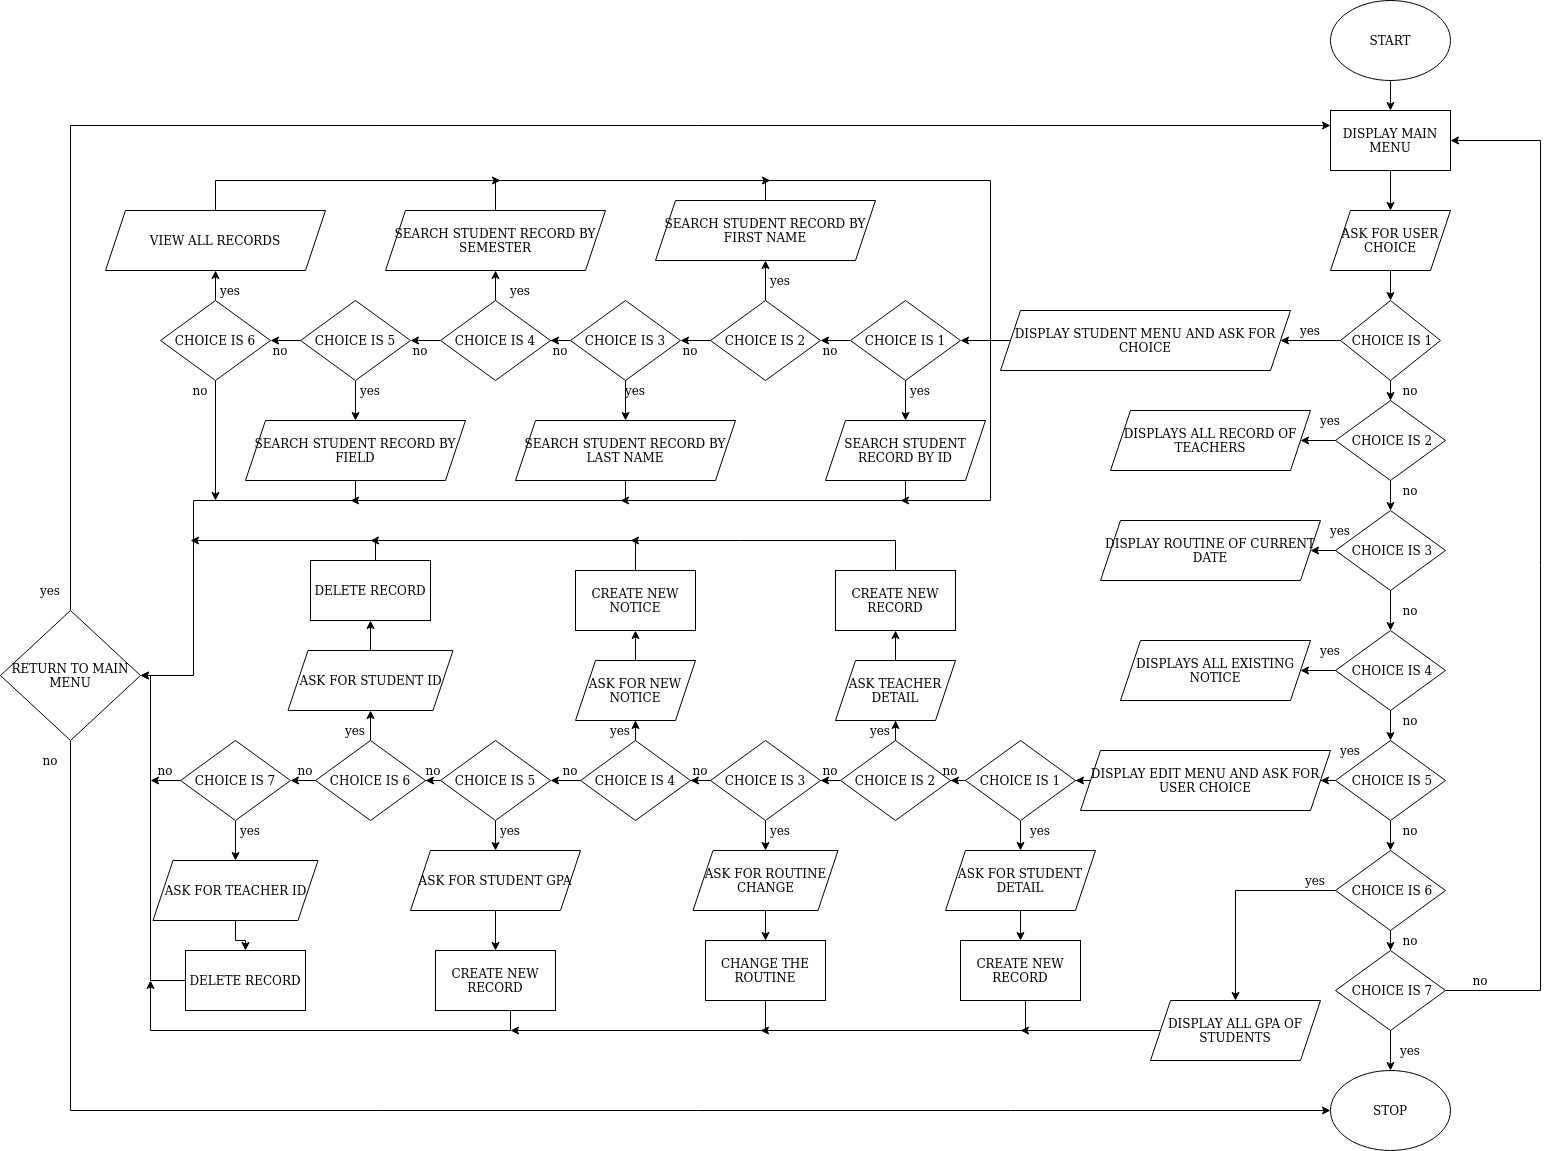 START
DISPLAY MAIN
MENU
ASK FOR USER
CHOICE
VIEW ALL RECORDS
SEARCH STUDENT RECORD BY
SEMESTER
SEARCH STUDENT RECORD BY
FIRST NAME
yes
yes
yes
CHOICE IS 6
no
CHOICE IS 5
no
CHOICE IS 4
no
CHOICE IS 3
no
CHOICE IS 2
no
CHOICE IS 1
DISPLAY STUDENT MENU AND ASK FOR
CHOICE
yes
CHOICE IS 1
no
yes
yes
yes
no
SEARCH STUDENT RECORD BY
FIELD
SEARCH STUDENT RECORD BY
LAST NAME
SEARCH STUDENT
RECORD BY ID
DISPLAYS ALL RECORD OF
TEACHERS
yes
CHOICE IS 2
no
DISPLAY ROUTINE OF CURRENT
DATE
yes
CHOICE IS 3
no
DELETE RECORD
CREATE NEW
NOTICE
CREATE NEW
RECORD
yes
RETURN TO MAIN
MENU
no
ASK FOR STUDENT ID
ASK FOR NEW
NOTICE
ASK TEACHER
DETAIL
DISPLAYS ALL EXISTING
NOTICE
yes
CHOICE IS 4
no
yes
yes
yes
no
CHOICE IS 7
no
CHOICE IS 6
no
CHOICE IS 5
no
CHOICE IS 4
no
CHOICE IS 3
no
CHOICE IS 2
no
CHOICE IS 1
DISPLAY EDIT MENU AND ASK FOR
USER CHOICE
yes
CHOICE IS 5
yes
yes
yes
yes
no
ASK FOR TEACHER ID
ASK FOR STUDENT GPA
ASK FOR ROUTINE
CHANGE
ASK FOR STUDENT
DETAIL
yes
CHOICE IS 6
no
DELETE RECORD
CREATE NEW
RECORD
CHANGE THE
ROUTINE
CREATE NEW
RECORD
CHOICE IS 7
no
DISPLAY ALL GPA OF
STUDENTS
yes
STOP